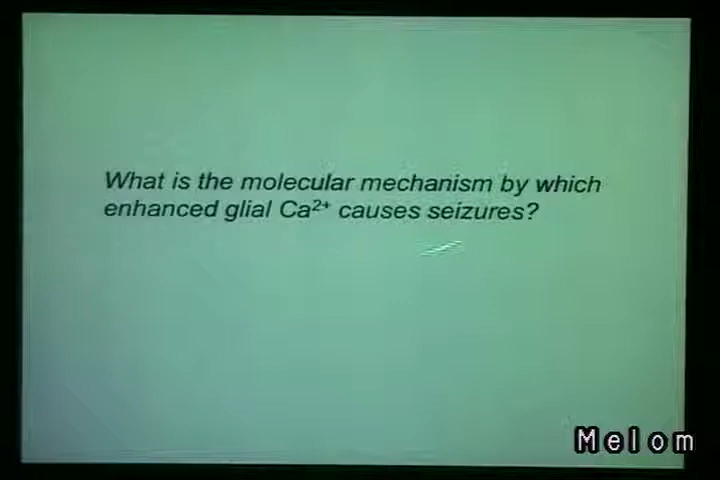 What is the molecular mechanism by which
enhanced glial Ca²⁺ causes seizures?
Melom